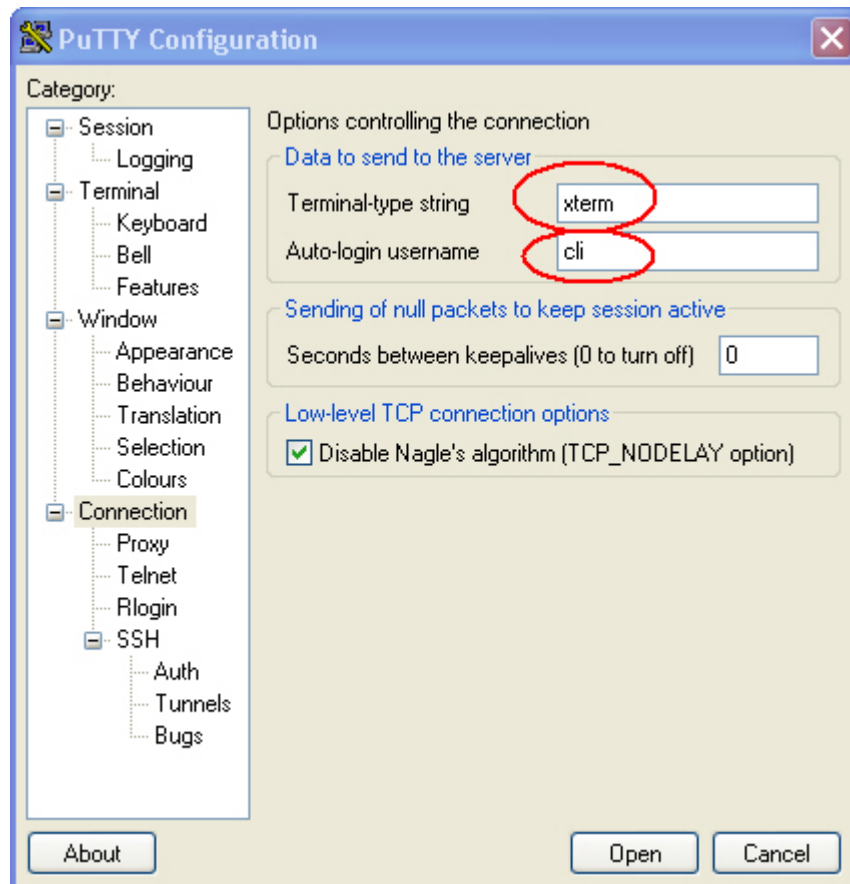 PuTTY Configuration
Category:
Session
Logging
Terminal
Keyboard
Bell
Features
Window
Appearance
Behaviour
Translation
Selection
Colours
Connection
Proxy
Telnet
Rlogin
SSH
Auth
Tunnels
Bugs
Options controlling the connection
Data to send to the server
Terminal-type string xterm
Auto-login username cli
Sending of null packets to keep session active
Seconds between keepalives (0 to turn off) 0
Low-level TCP connection options
Disable Nagle's algorithm (TCP_NODELAY option)
About Open Cancel